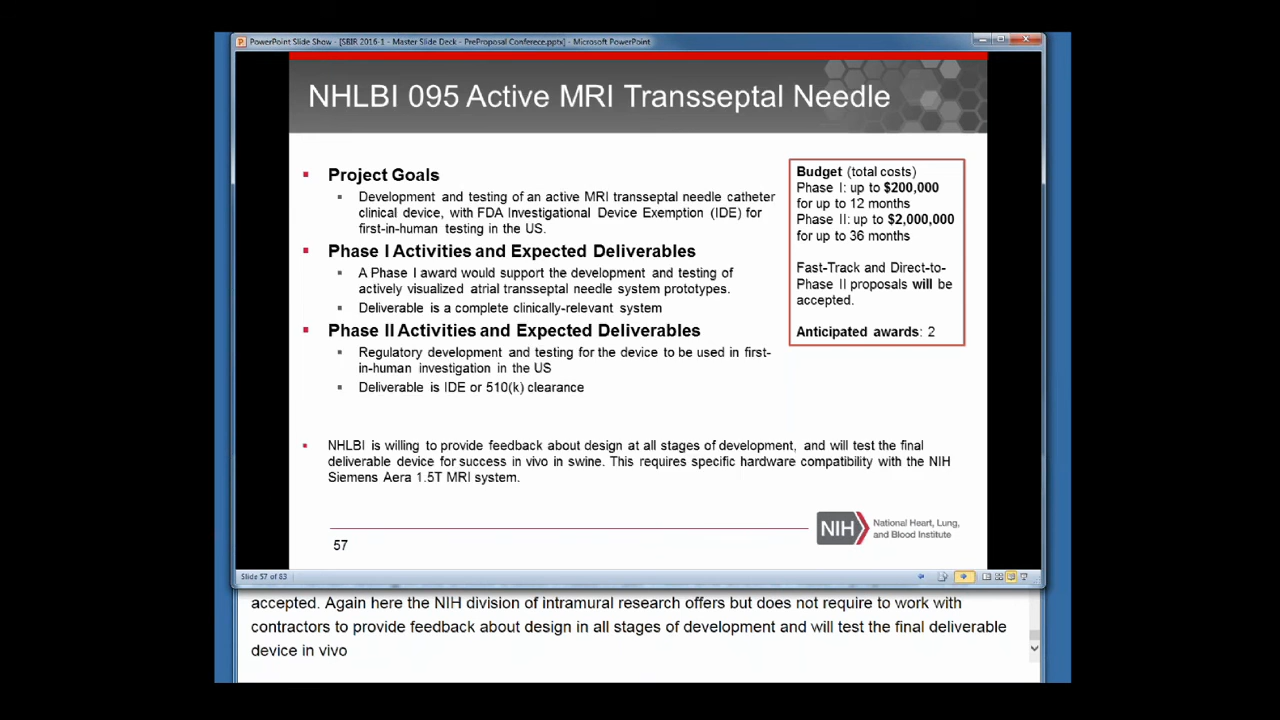 PowerPoint Slide Show - [SBIR 2016-1 - Master Slide Deck - PreProposal Conferece.pptx] - Microsoft PowerPoint
NHLBI 095 Active MRI Transseptal Needle
Project Goals
Development and testing of an active MRI transseptal needle catheter
clinical device, with FDA Investigational Device Exemption (IDE) for
first-in-human testing in the US.
Phase I Activities and Expected Deliverables
A Phase I award would support the development and testing of
actively visualized atrial transseptal needle system prototypes.
Deliverable is a complete clinically-relevant system
Phase II Activities and Expected Deliverables
Regulatory development and testing for the device to be used in first-
in-human investigation in the US
Deliverable is IDE or 510(k) clearance
Budget (total costs)
Phase I: up to $200,000
for up to 12 months
Phase II: up to $2,000,000
for up to 36 months
Fast-Track and Direct-to-
Phase II proposals will be
accepted.
Anticipated awards: 2
NHLBI is willing to provide feedback about design at all stages of development, and will test the final
deliverable device for success in vivo in swine. This requires specific hardware compatibility with the NIH
Siemens Aera 1.5T MRI system.
NIH
National Heart, Lung,
and Blood Institute
57
Slide 57 of 83
accepted. Again here the NIH division of intramural research offers but does not require to work with
contractors to provide feedback about design in all stages of development and will test the final deliverable
device in vivo